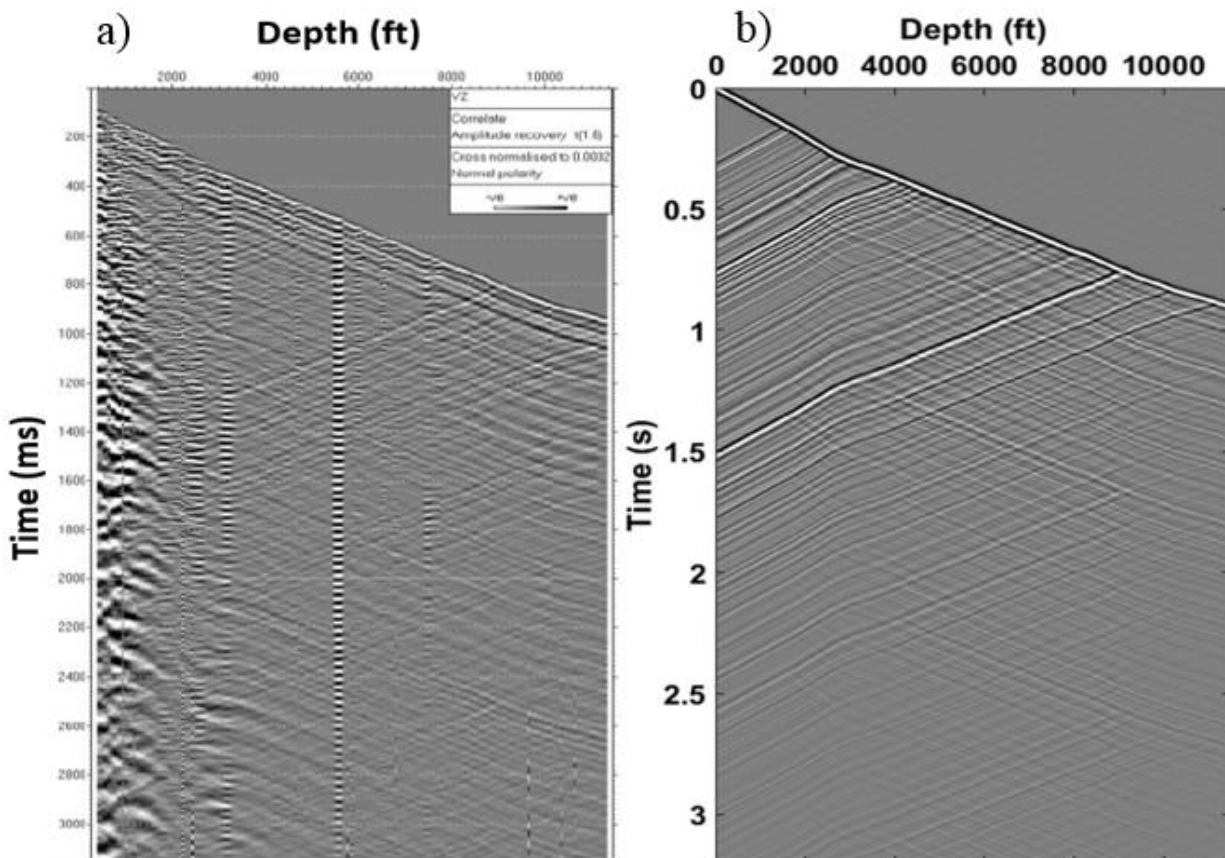 a)
Depth (ft)
2000 4000 6000 8000 10000
VZ
Correlate
Amplitude recovery t(1.6)
Cross normalised to 0.0032
Normal polarity
-ve +ve
200
400
600
800
1000
1200
1400
1600
1800
2000
2200
2400
2600
2800
3000
Time (ms)
b)
Depth (ft)
0 2000 4000 6000 8000 10000
0
0.5
1
1.5
2
2.5
3
Time (s)